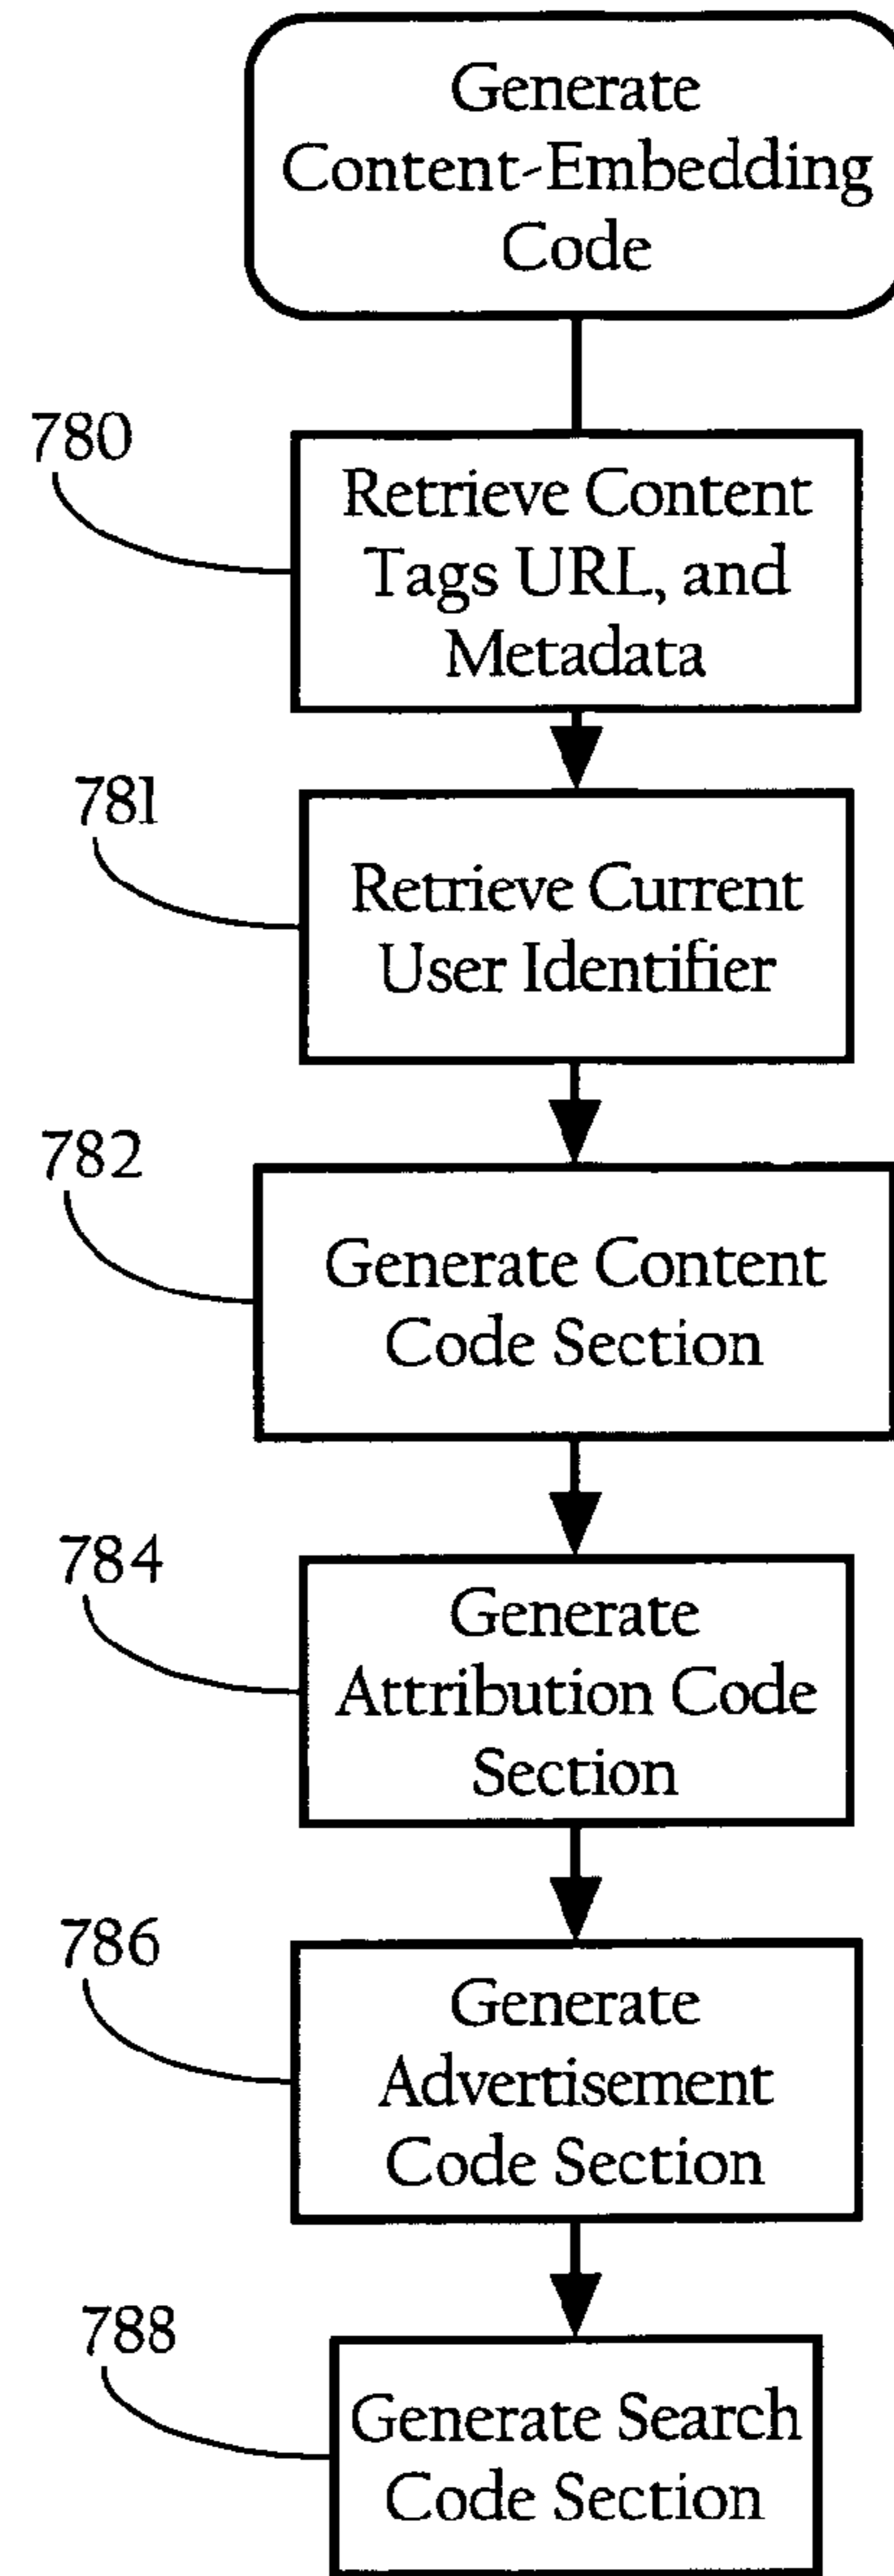 Generate
Content-Embedding
Code
780
Retrieve Content
Tags URL, and
Metadata
781
Retrieve Current
User Identifier
782
Generate Content
Code Section
784
Generate
Attribution Code
Section
786
Generate
Advertisement
Code Section
788
Generate Search
Code Section